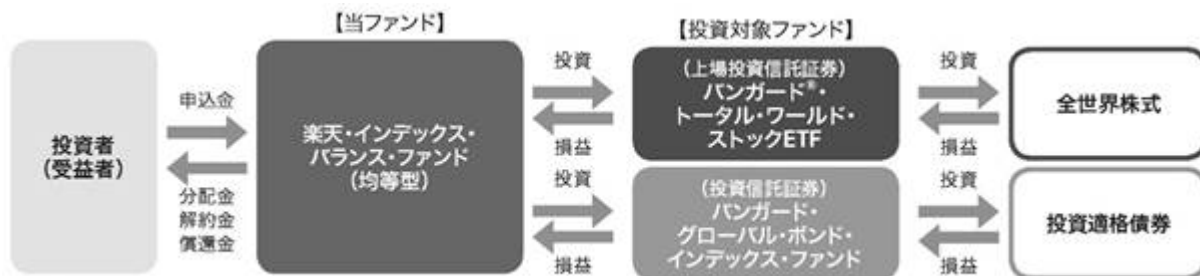 【当ファンド】
【投資対象ファンド】
投資者
(受益者)
申込金
分配金
解約金
償還金
楽天・インデックス・
バランス・ファンド
(均等型)
投資
損益
投資
損益
(上場投資信託証券)
バンガード®・
トータル・ワールド・
ストックETF
(投資信託証券)
バンガード・
グローバル・ボンド・
インデックス・ファンド
投資
損益
投資
損益
全世界株式
投資適格債券